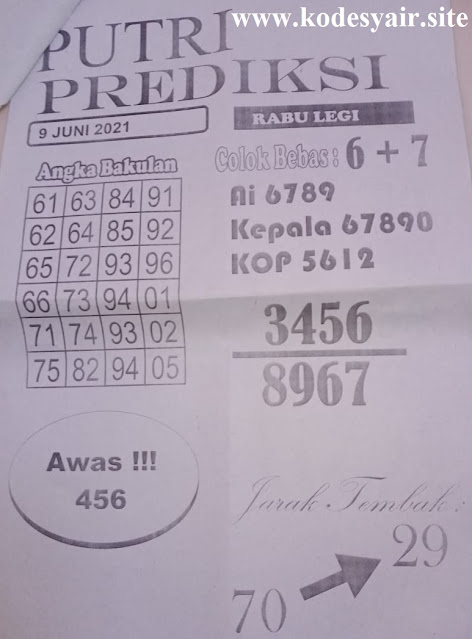 www.kodesyair.site
PUTRI
PREDIKSI
9 JUNI 2021
RABU LEGI
Angka Bakulan
61 63 84 91
62 64 85 92
65 72 93 96
66 73 94 01
71 74 93 02
75 82 94 05
Colok Bebas : 6 + 7
Ai 6789
Kepala 67890
KOP 5612
3456
8967
Awas !!!
456
Jarak Tembak :
29
70